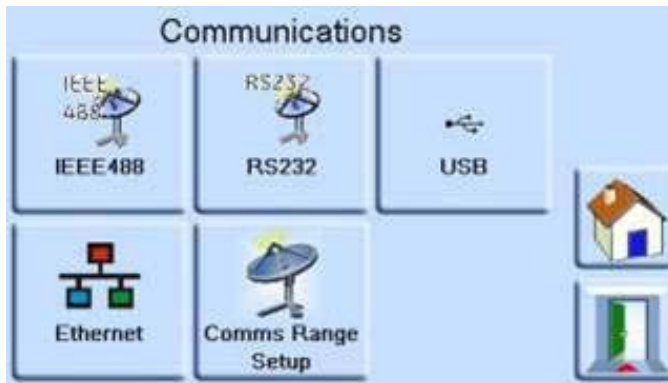 Communications
IEEE
488
IEEE488
RS232
RS232
USB
Ethernet
Comms Range
Setup